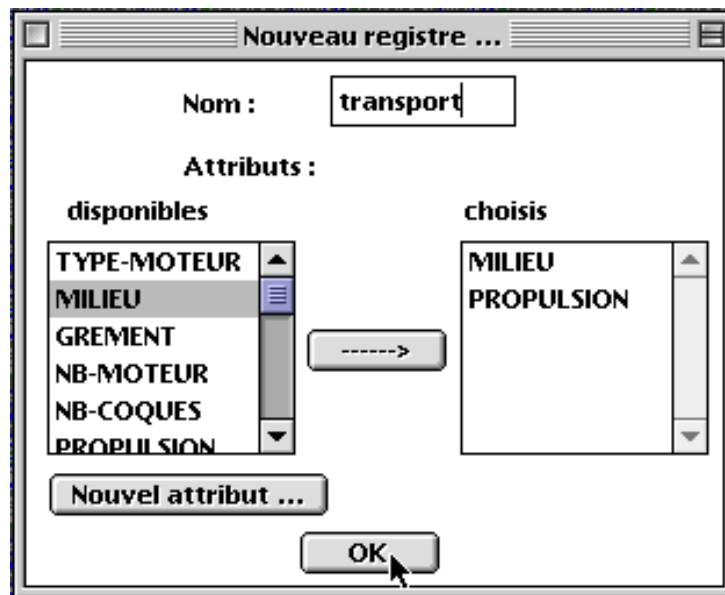 Nouveau registre ...
Nom :
transport
Attributs :
disponibles
choisis
TYPE-MOTEUR
MILIEU
GREMENT
NB-MOTEUR
NB-COQUES
PROPULSION
------>
MILIEU
PROPULSION
Nouvel attribut ...
OK